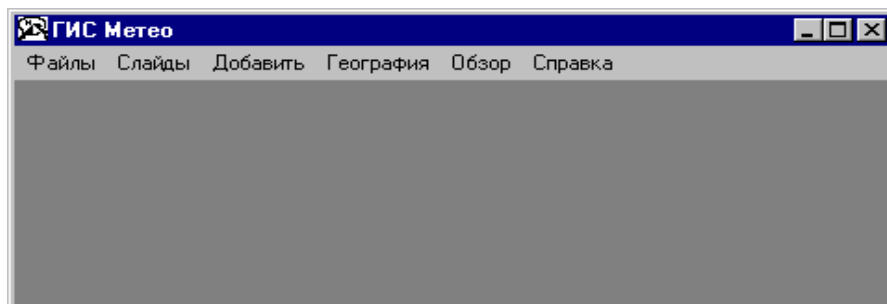 ГИС Метео
Файлы Слайды Добавить География Обзор Справка